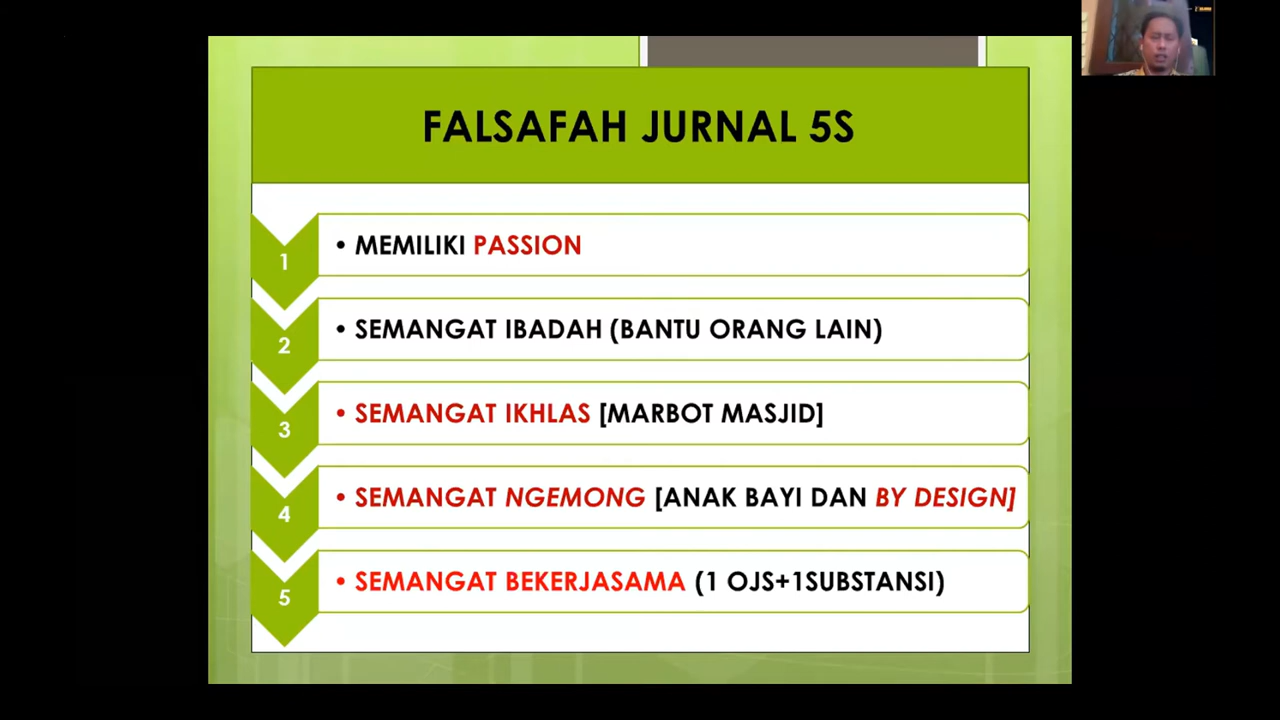 FALSAFAH JURNAL 5S
1
• MEMILIKI PASSION
2
• SEMANGAT IBADAH (BANTU ORANG LAIN)
3
• SEMANGAT IKHLAS [MARBOT MASJID]
4
• SEMANGAT NGEMONG [ANAK BAYI DAN BY DESIGN]
5
• SEMANGAT BEKERJASAMA (1 OJS+1SUBSTANSI)